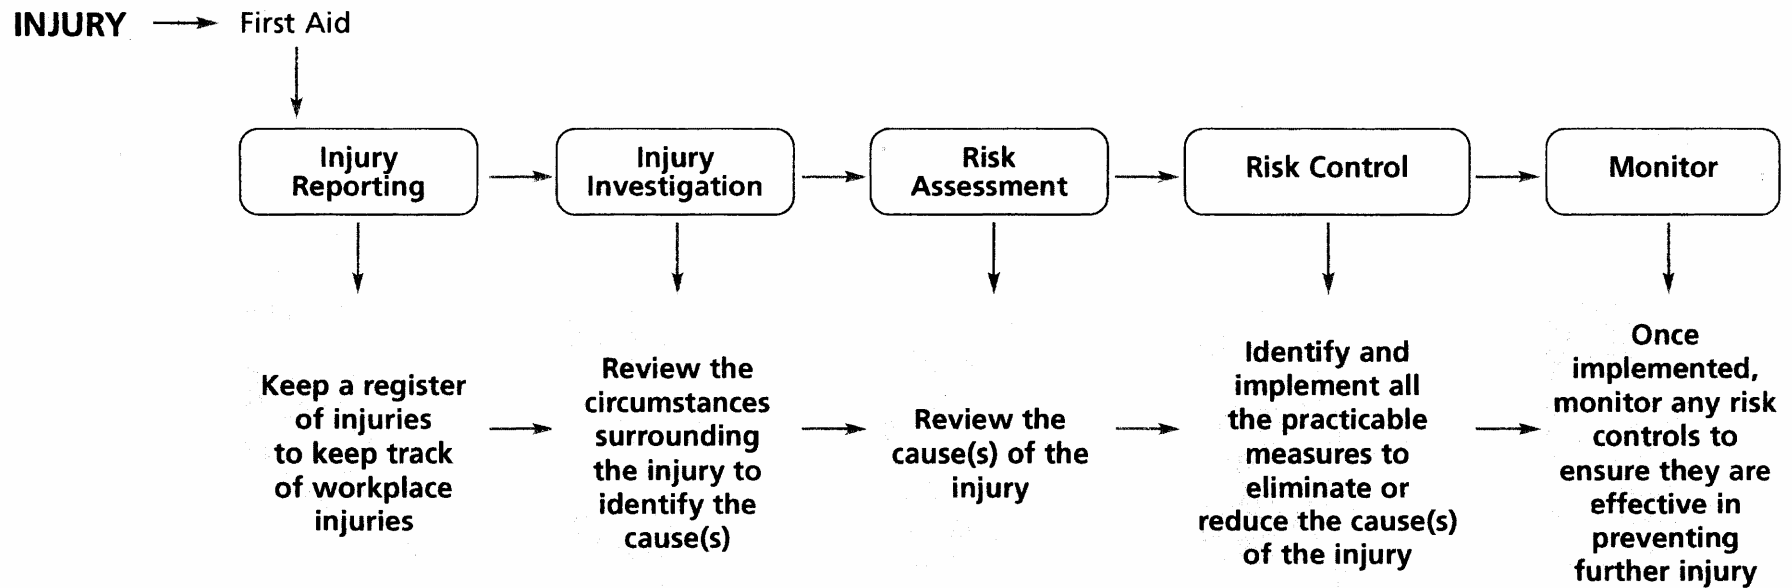 INJURY First Aid
Injury
Reporting
Injury
Investigation
Risk
Assessment
Risk Control
Monitor
Keep a register
of injuries
to keep track
of workplace
injuries
Review the
circumstances
surrounding
the injury to
identify the
cause(s)
Review the
cause(s) of the
injury
Identify and
implement all
the practicable
measures to
eliminate or
reduce the cause(s)
of the injury
Once
implemented,
monitor any risk
controls to
ensure they are
effective in
preventing
further injury